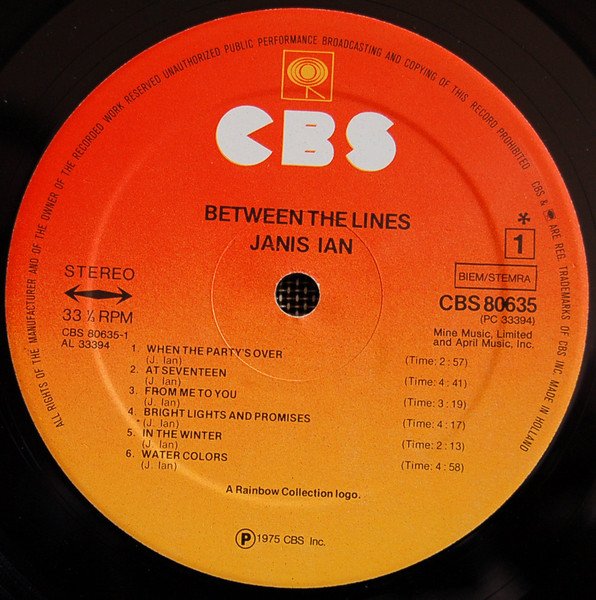 ALL RIGHTS OF THE MANUFACTURER AND OF THE OWNER OF THE RECORDED WORK RESERVED UNAUTHORIZED PUBLIC PERFORMANCE BROADCASTING AND COPYING OF THIS RECORD PROHIBITED CBS & ARE REG. TRADEMARKS OF CBS INC. MADE IN HOLLAND
CBS
BETWEEN THE LINES
JANIS IAN
*
1
STEREO
33 ⅓ RPM
CBS 80635-1
AL 33394
BIEM/STEMRA
CBS 80635
(PC 33394)
Mine Music, Limited
and April Music, Inc.
1. WHEN THE PARTY'S OVER (Time: 2:57)
(J. Ian)
2. AT SEVENTEEN (Time: 4:41)
(J. Ian)
3. FROM ME TO YOU (Time: 3:19)
(J. Ian)
4. BRIGHT LIGHTS AND PROMISES (Time: 4:17)
(J. Ian)
5. IN THE WINTER (Time: 2:13)
(J. Ian)
6. WATER COLORS (Time: 4:58)
(J. Ian)
A Rainbow Collection logo.
℗ 1975 CBS Inc.